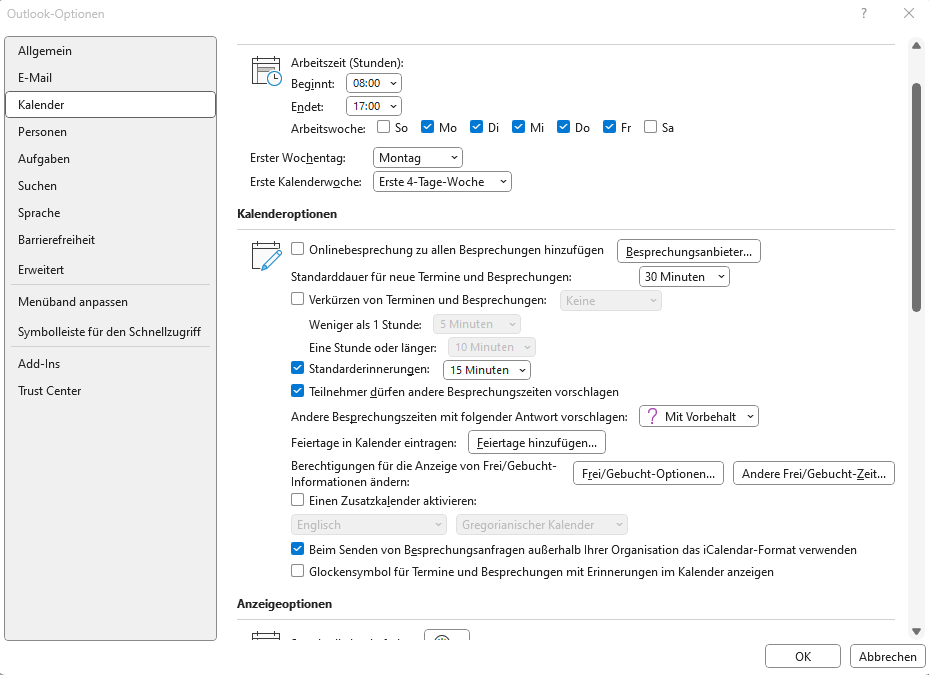 Outlook-Optionen
Allgemein
E-Mail
Kalender
Personen
Aufgaben
Suchen
Sprache
Barrierefreiheit
Erweitert
Menüband anpassen
Symbolleiste für den Schnellzugriff
Add-Ins
Trust Center
Arbeitszeit (Stunden):
Beginnt: 08:00
Endet: 17:00
Arbeitswoche: So Mo Di Mi Do Fr Sa
Erster Wochentag: Montag
Erste Kalenderwoche: Erste 4-Tage-Woche
Kalenderoptionen
Onlinebesprechung zu allen Besprechungen hinzufügen Besprechungsanbieter...
Standarddauer für neue Termine und Besprechungen: 30 Minuten
Verkürzen von Terminen und Besprechungen: Keine
Weniger als 1 Stunde: 5 Minuten
Eine Stunde oder länger: 10 Minuten
Standarderinnerungen: 15 Minuten
Teilnehmer dürfen andere Besprechungszeiten vorschlagen
Andere Besprechungszeiten mit folgender Antwort vorschlagen: ? Mit Vorbehalt
Feiertage in Kalender eintragen: Feiertage hinzufügen...
Berechtigungen für die Anzeige von Frei/Gebucht-
Informationen ändern: Frei/Gebucht-Optionen... Andere Frei/Gebucht-Zeit...
Einen Zusatzkalender aktivieren:
Englisch Gregorianischer Kalender
Beim Senden von Besprechungsanfragen außerhalb Ihrer Organisation das iCalendar-Format verwenden
Glockensymbol für Termine und Besprechungen mit Erinnerungen im Kalender anzeigen
Anzeigeoptionen
OK Abbrechen